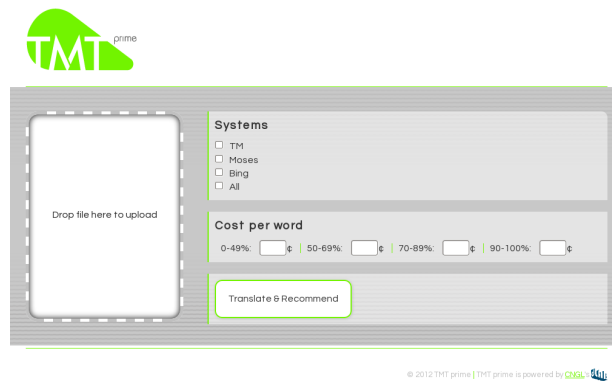 TMT prime
Drop file here to upload
Systems
TM
Moses
Bing
All
Cost per word
0-49%: ¢ | 50-69%: ¢ | 70-89%: ¢ | 90-100%: ¢
Translate & Recommend
© 2012 TMT prime | TMT prime is powered by CNGL's